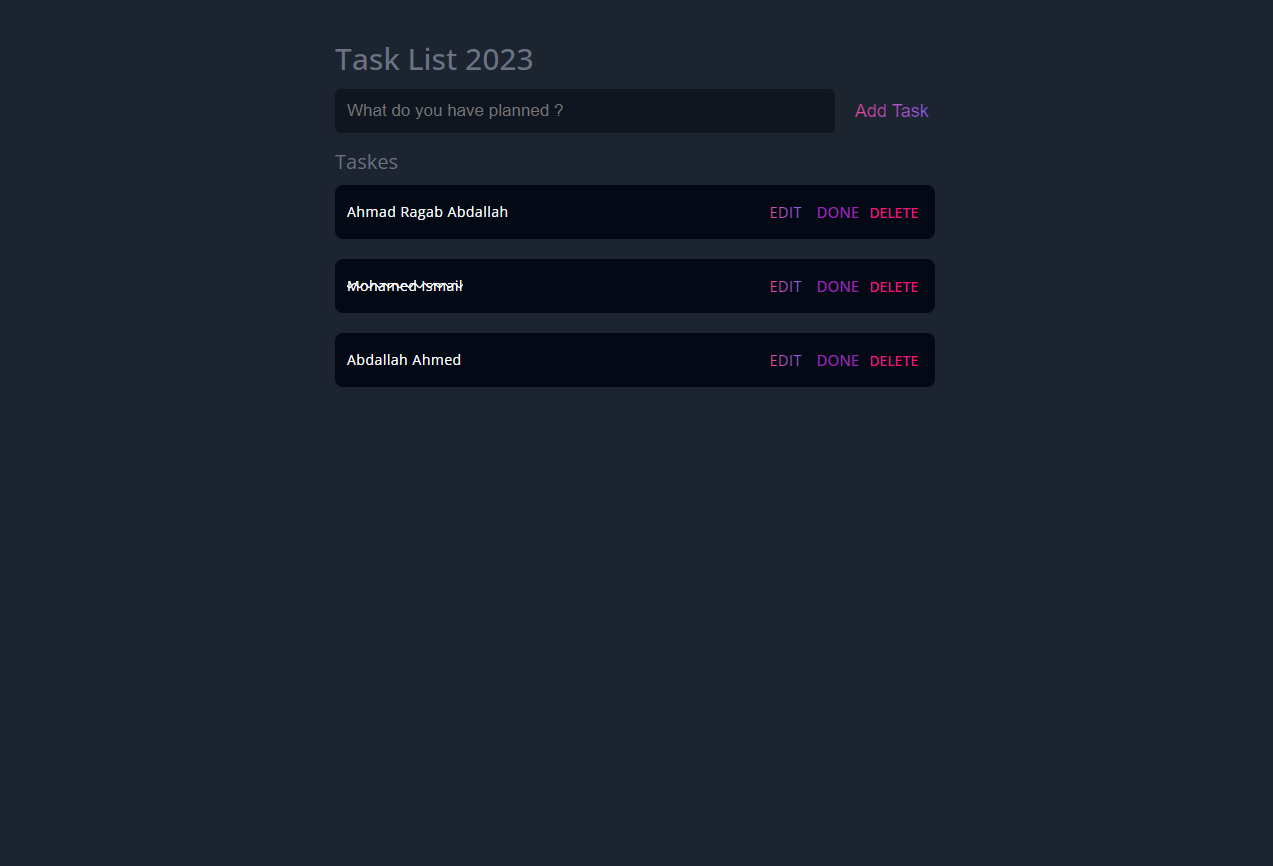 Task List 2023
What do you have planned ? Add Task
Taskes
Ahmad Ragab Abdallah EDIT DONE DELETE
Mohamed Ismail EDIT DONE DELETE
Abdallah Ahmed EDIT DONE DELETE